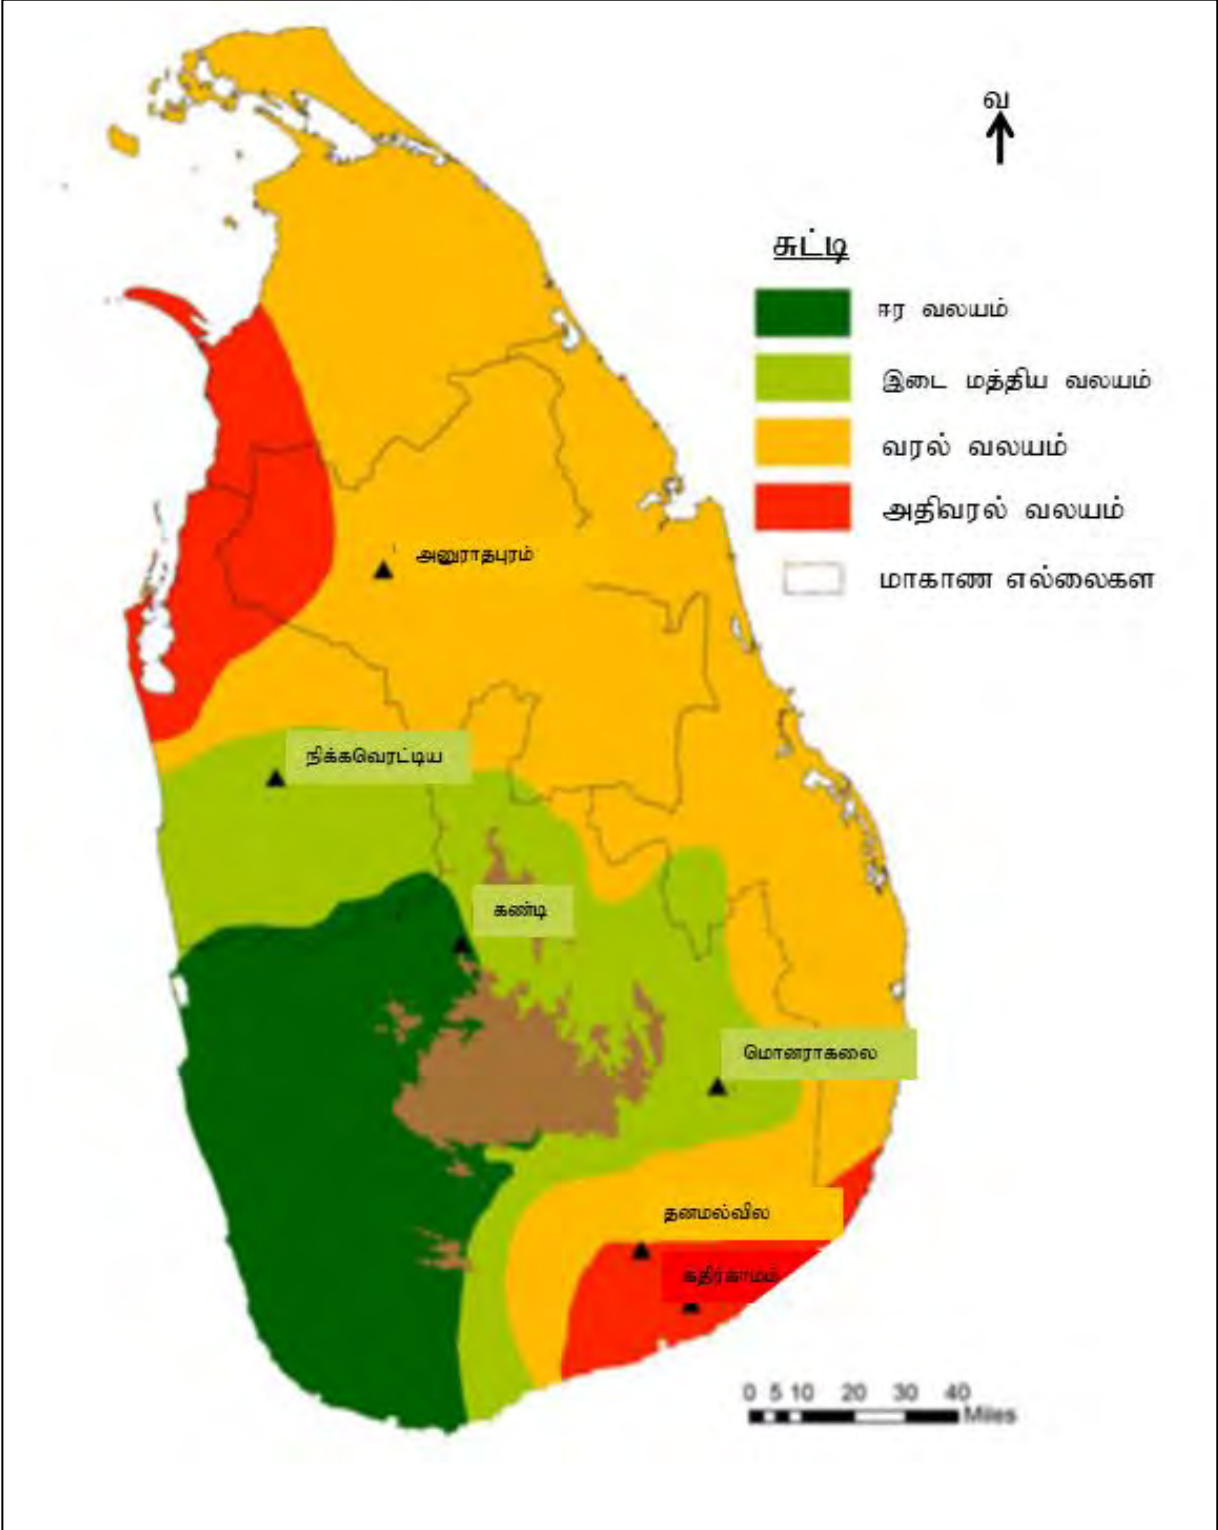 வ
சுட்டி
ஈர வலயம்
இடை மத்திய வலயம்
வரல் வலயம்
அதிவரல் வலயம்
மாகாண எல்லைகள
அனுராதபுரம்
நிக்கவெரட்டிய
கண்டி
மொனராகலை
தனமல்வில
கதிர்காமம்
0 5 10 20 30 40
Miles